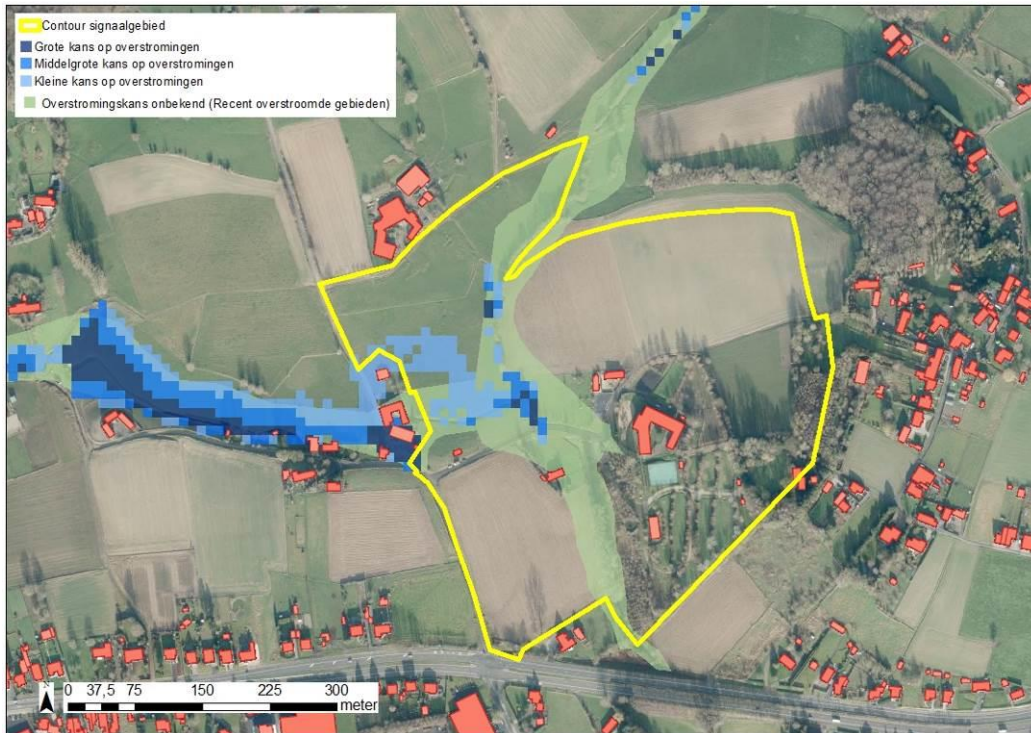 Contour signaalgebied
Grote kans op overstromingen
Middelgrote kans op overstromingen
Kleine kans op overstromingen
Overstromingskans onbekend (Recent overstroomde gebieden)
N
0 37,5 75 150 225 300
meter